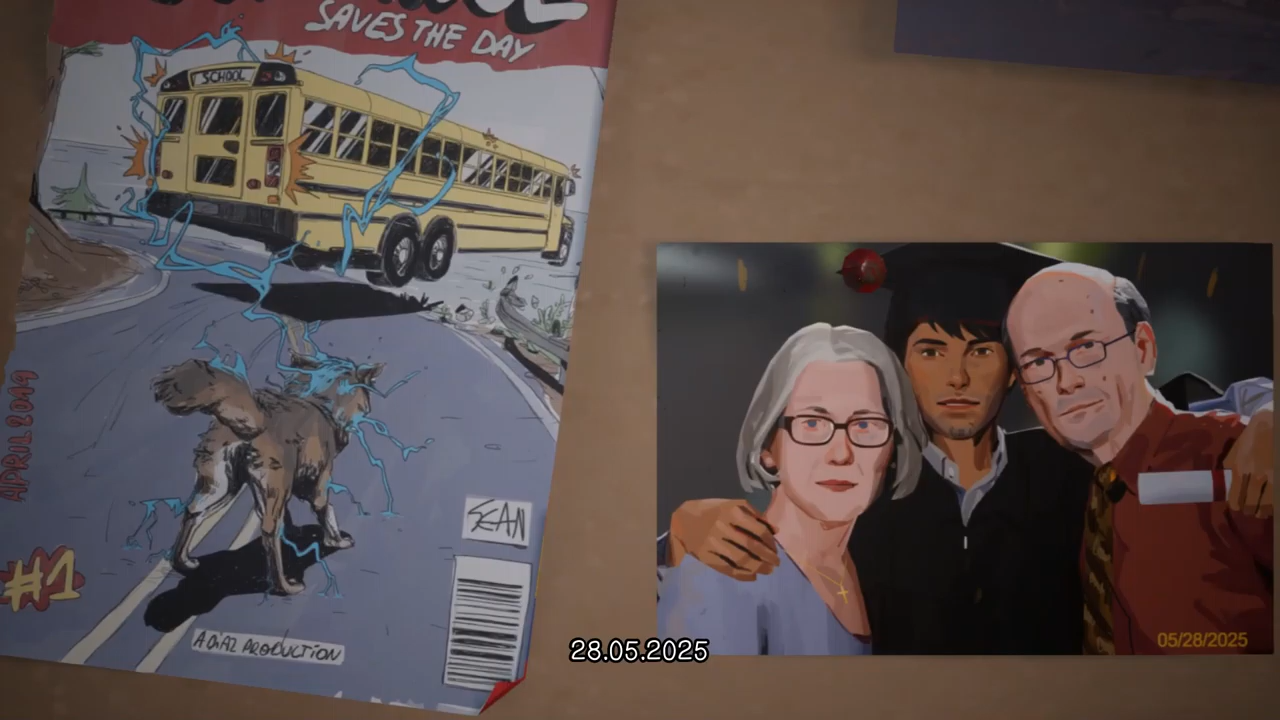 SAVES THE DAY
SCHOOL
APRIL 2019
#1
SEAN
A DIAZ PRODUCTION
05/28/2025
28.05.2025